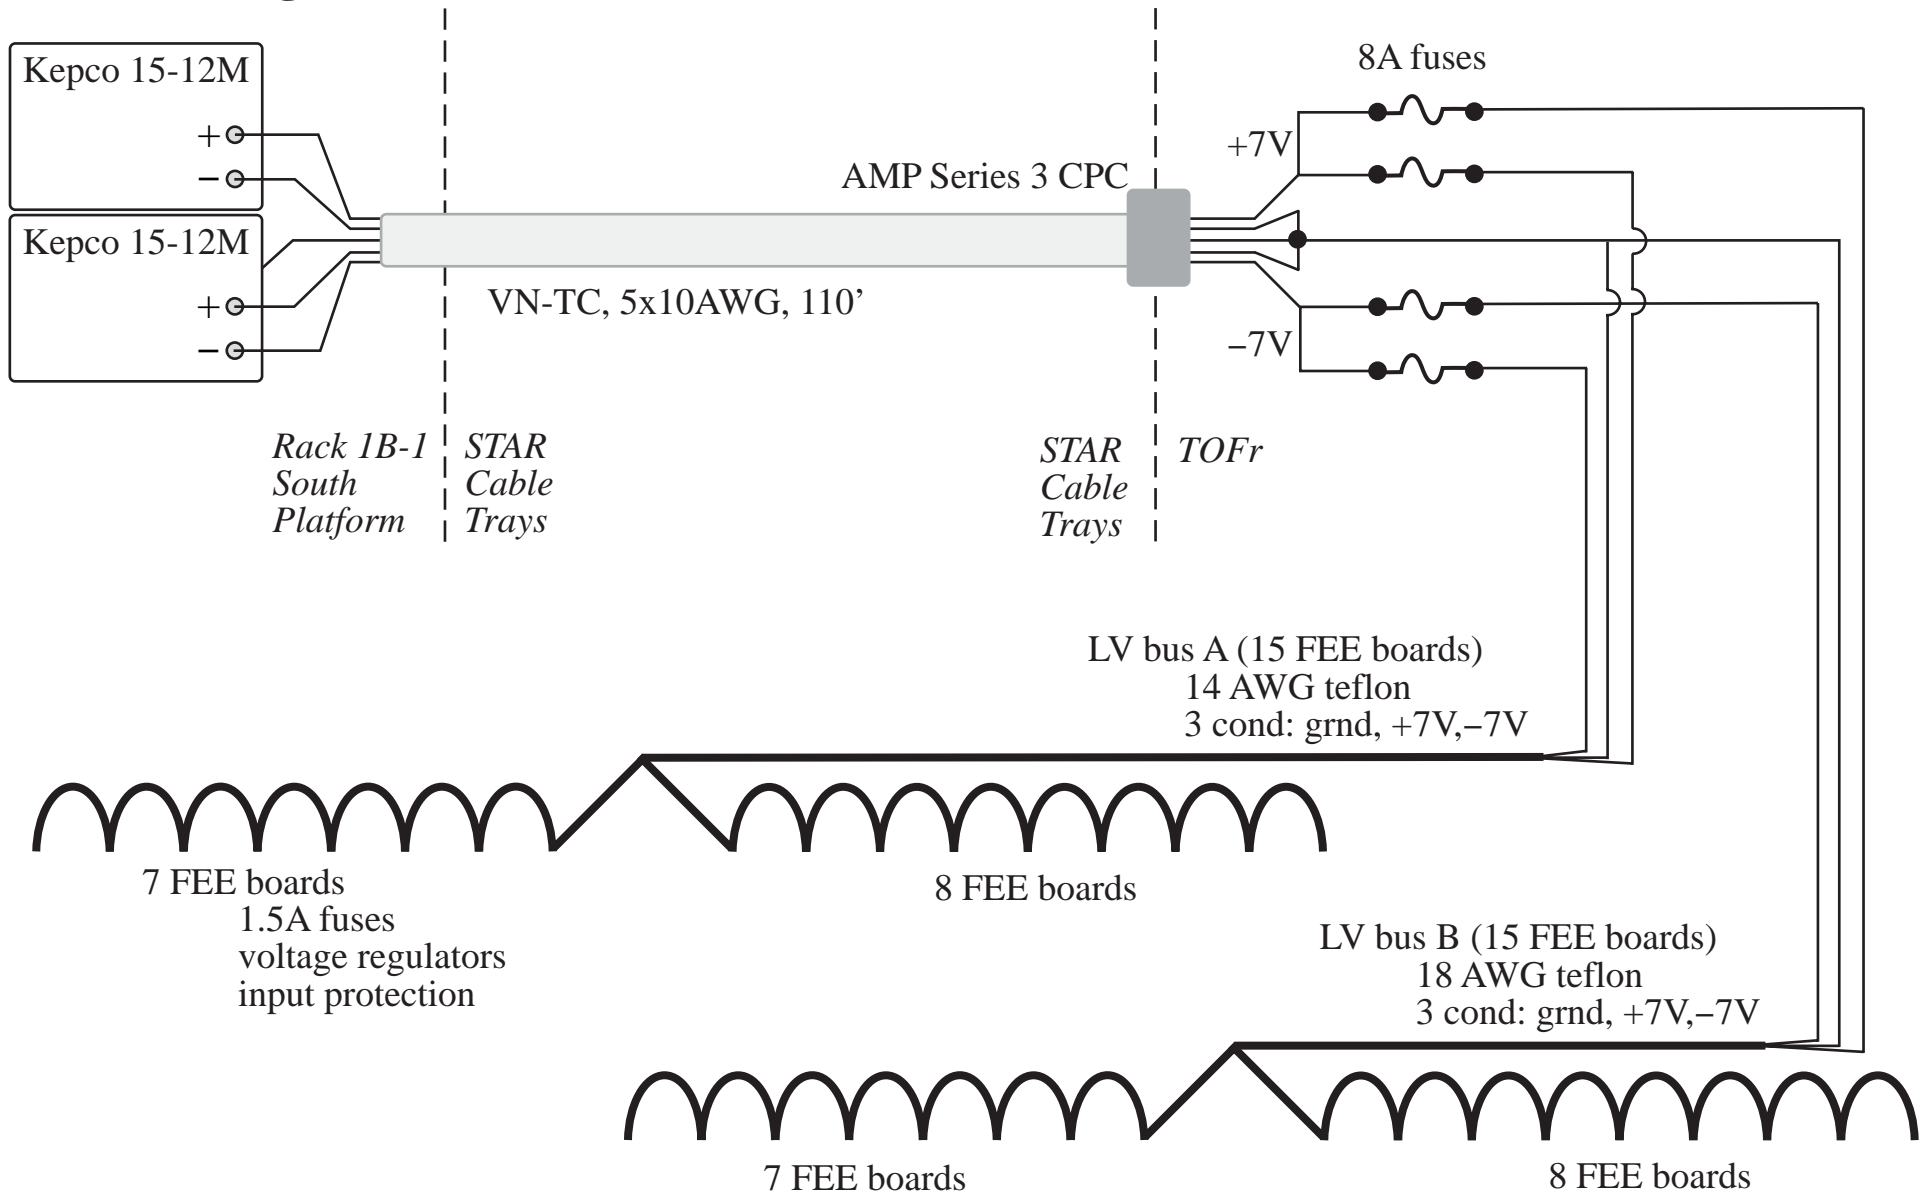 Kepco 15-12M
+
−
Kepco 15-12M
+
−
AMP Series 3 CPC
VN-TC, 5x10AWG, 110’
8A fuses
+7V
−7V
Rack 1B-1
South
Platform
STAR
Cable
Trays
STAR
Cable
Trays
TOFr
LV bus A (15 FEE boards)
14 AWG teflon
3 cond: grnd, +7V,−7V
7 FEE boards
1.5A fuses
voltage regulators
input protection
8 FEE boards
LV bus B (15 FEE boards)
18 AWG teflon
3 cond: grnd, +7V,−7V
7 FEE boards
8 FEE boards